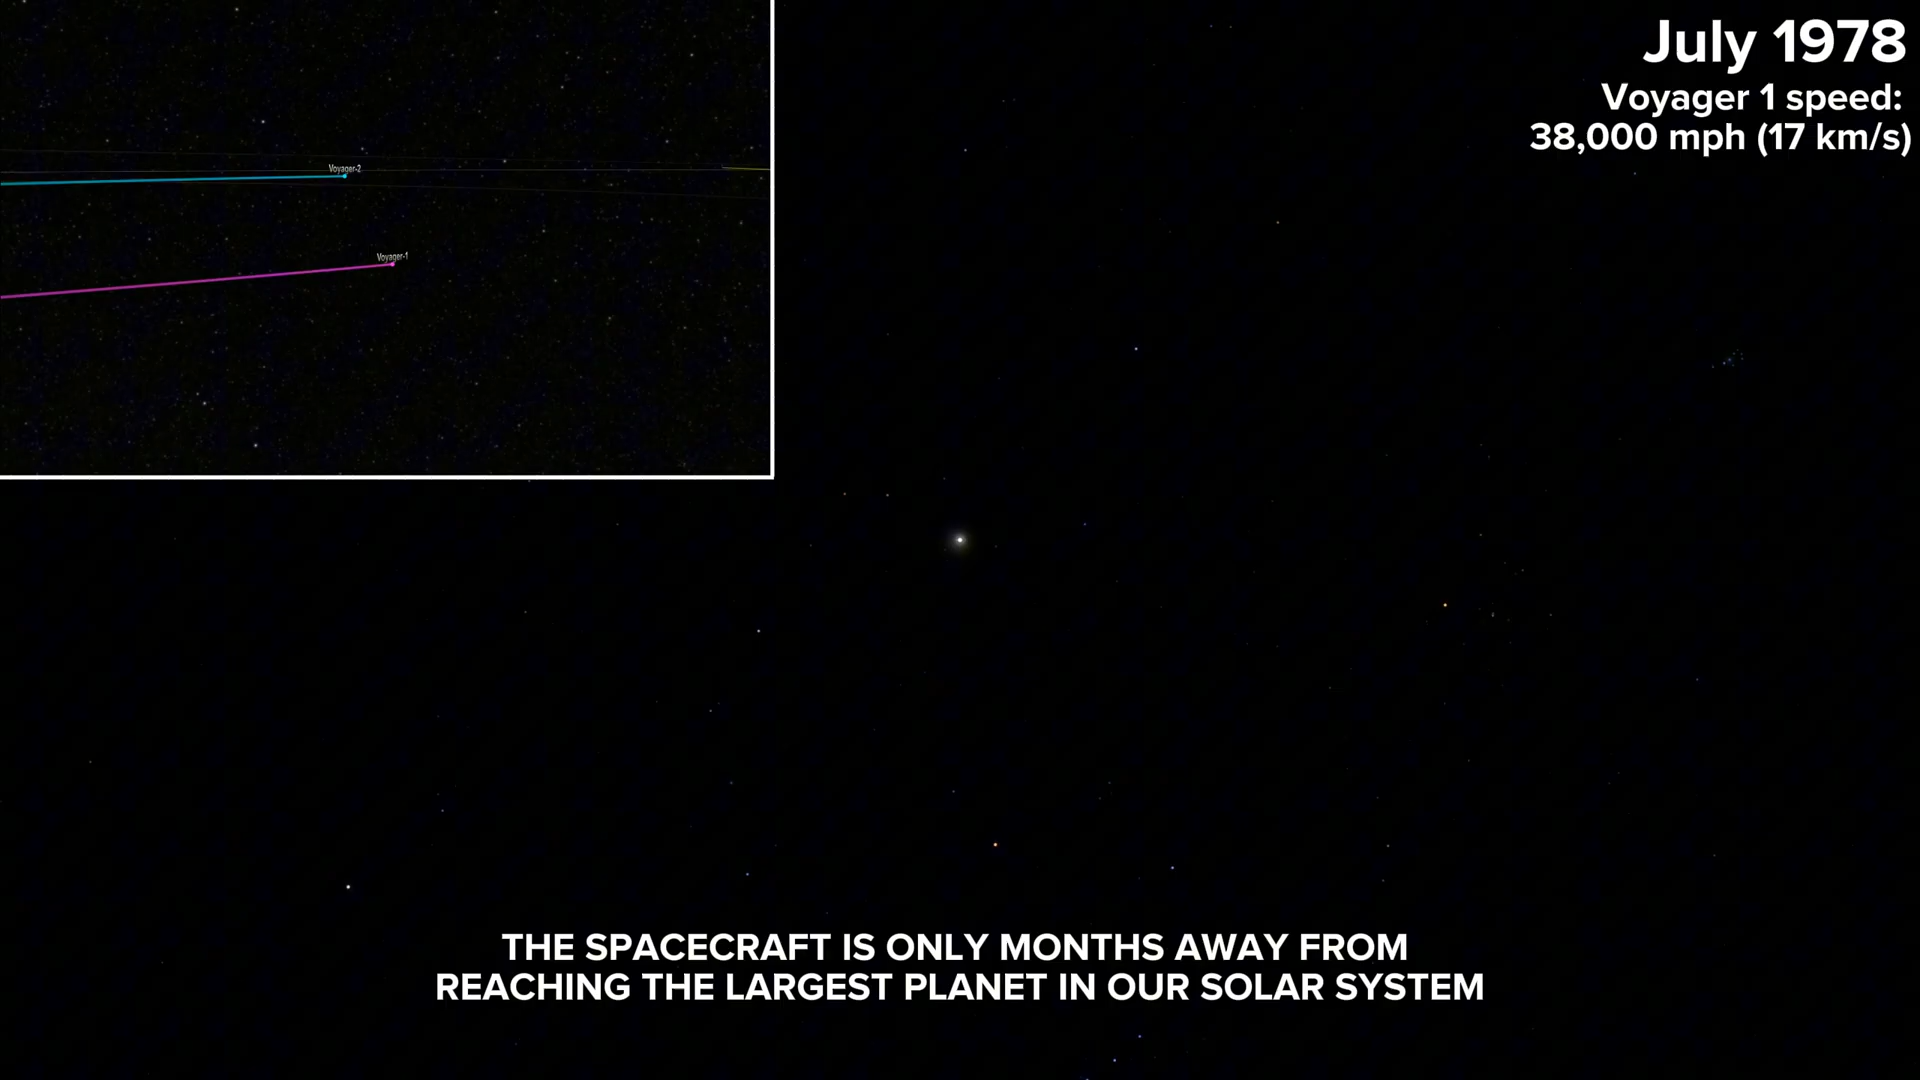 July 1978
Voyager 1 speed:
38,000 mph (17 km/s)
Voyager-2
Voyager-1
THE SPACECRAFT IS ONLY MONTHS AWAY FROM
REACHING THE LARGEST PLANET IN OUR SOLAR SYSTEM